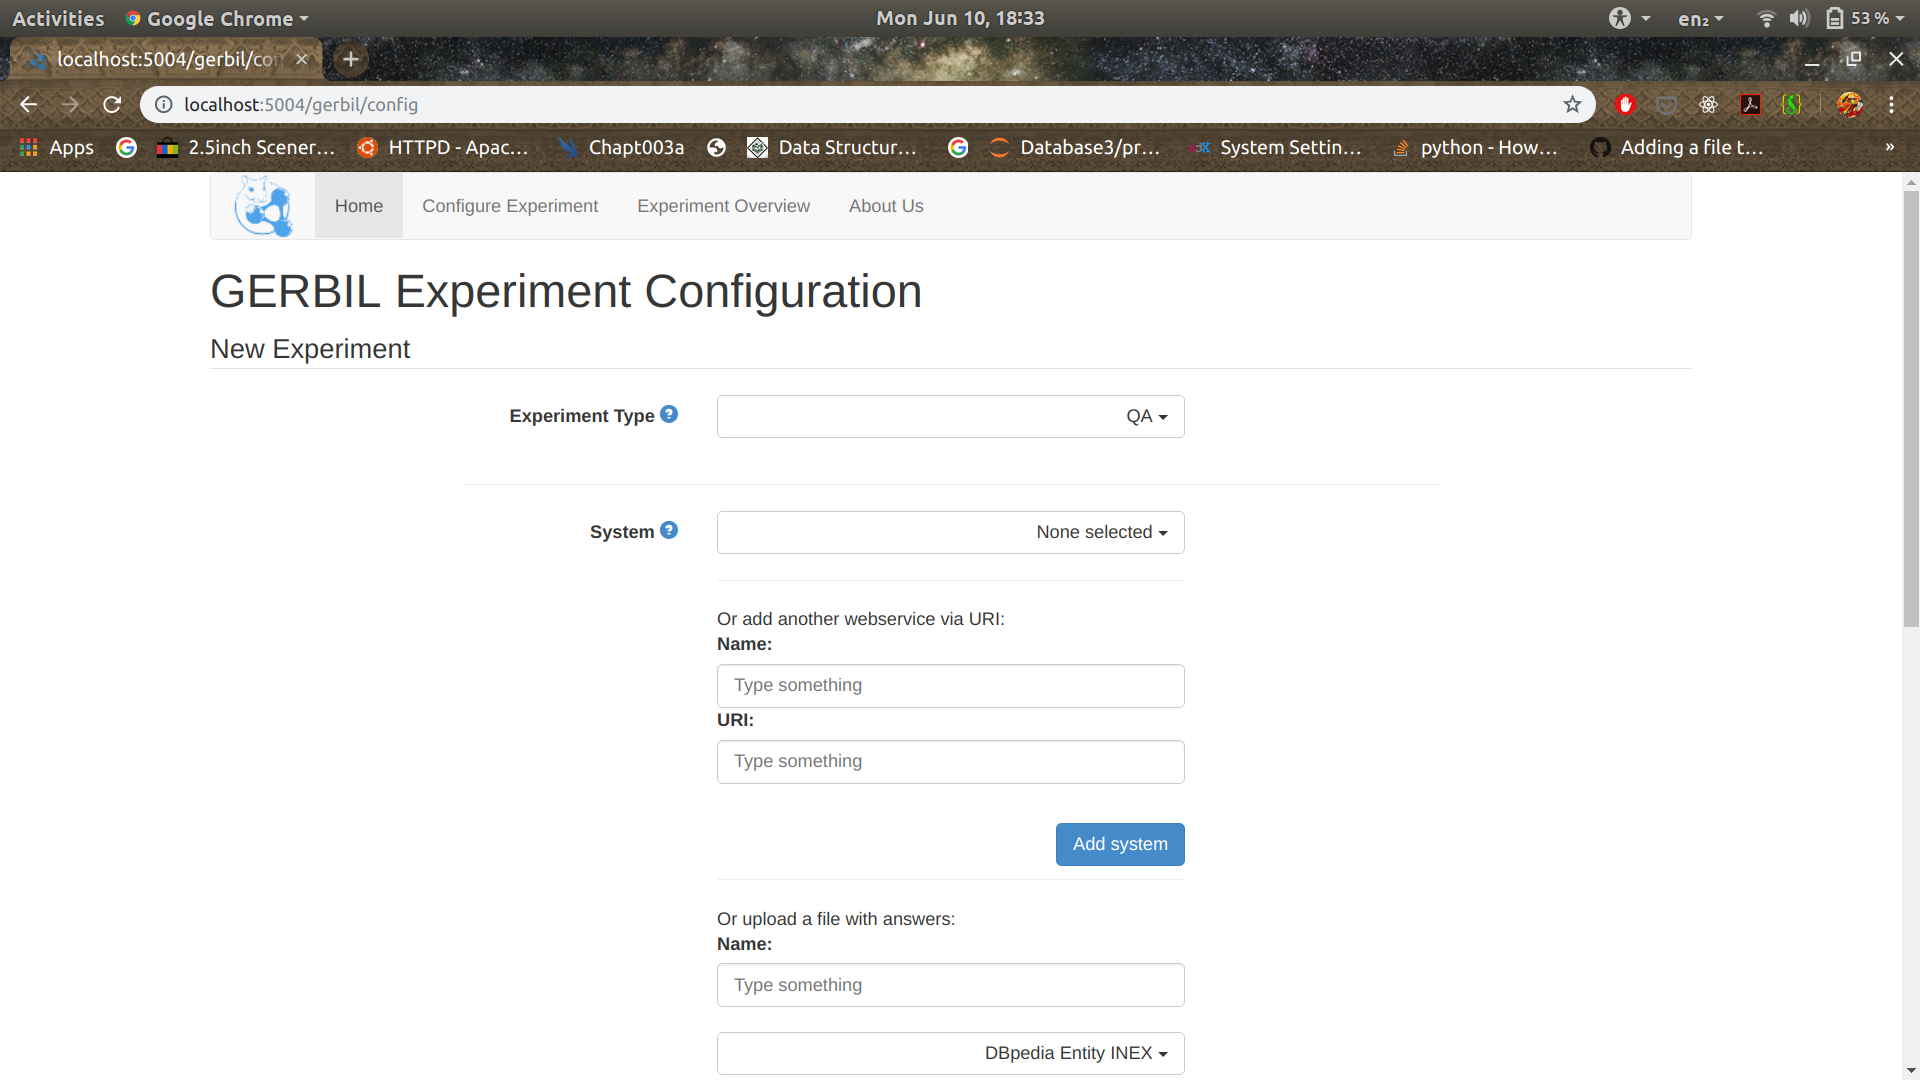 Activities Google Chrome Mon Jun 10, 18:33 en₂ 53 %
localhost:5004/gerbil/con
localhost:5004/gerbil/config
Apps 2.5inch Scener... HTTPD - Apac... Chapt003a Data Structur... Database3/pr... System Settin... python - How... Adding a file t... »
Home Configure Experiment Experiment Overview About Us
GERBIL Experiment Configuration
New Experiment
Experiment Type ? QA
System ? None selected
Or add another webservice via URI:
Name:
Type something
URI:
Type something
Add system
Or upload a file with answers:
Name:
Type something
DBpedia Entity INEX